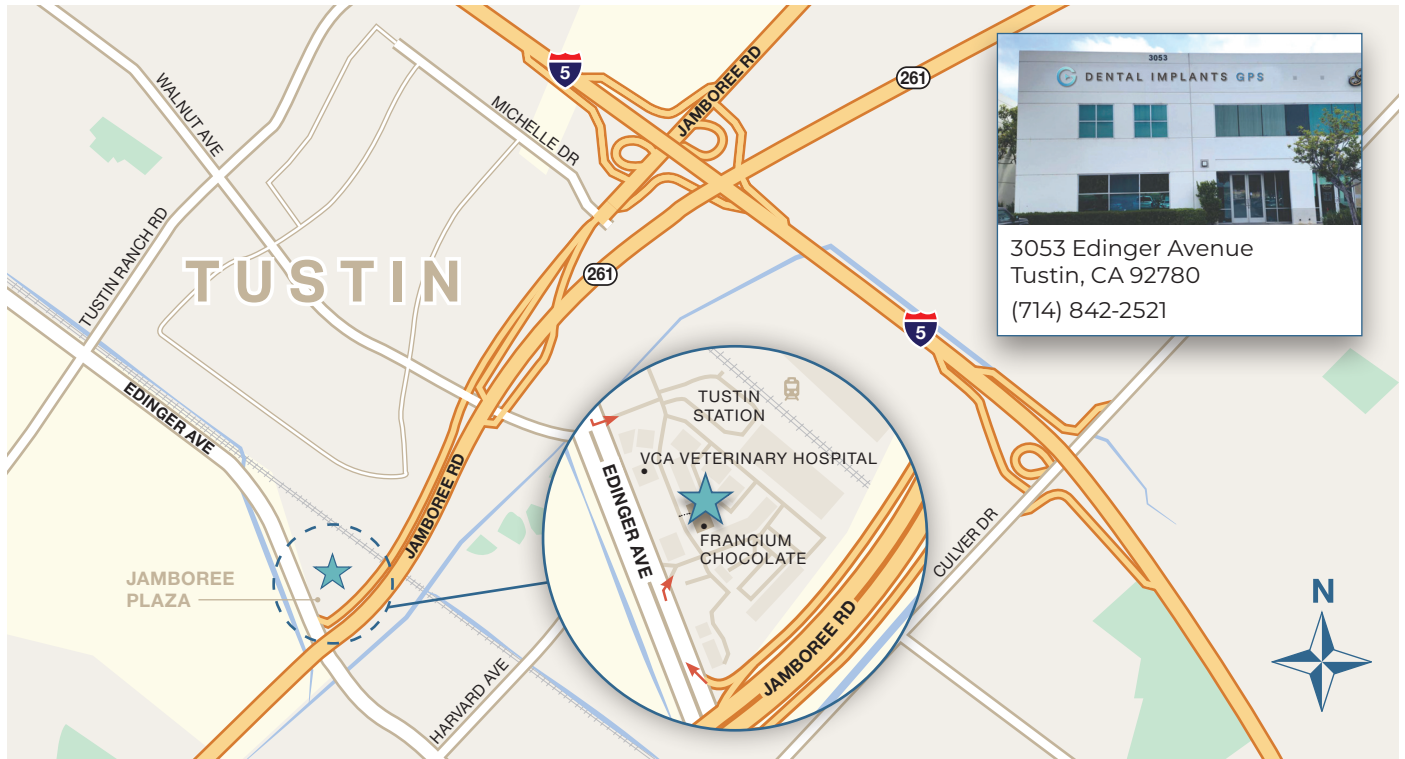 5
JAMBOREE RD
261
3053
DENTAL IMPLANTS GPS
WALNUT AVE
MICHELLE DR
TUSTIN RANCH RD
TUSTIN
261
3053 Edinger Avenue
Tustin, CA 92780
(714) 842-2521
5
EDINGER AVE
JAMBOREE RD
TUSTIN
STATION
VCA VETERINARY HOSPITAL
EDINGER AVE
FRANCIUM
CHOCOLATE
JAMBOREE RD
CULVER DR
JAMBOREE
PLAZA
HARVARD AVE
N